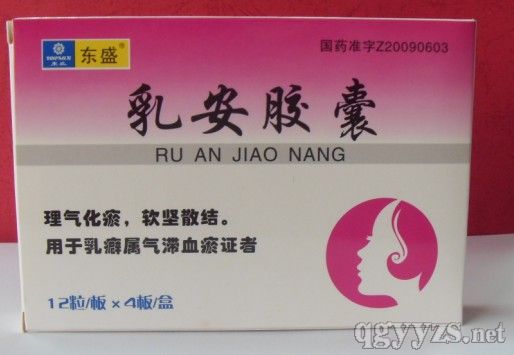 国药准字Z20090603
TOPSUN
东盛
东盛®
乳安胶囊
RU AN JIAO NANG
理气化瘀，软坚散结。
用于乳癖属气滞血瘀证者
12粒/板×4板/盒
qgyyzs.net